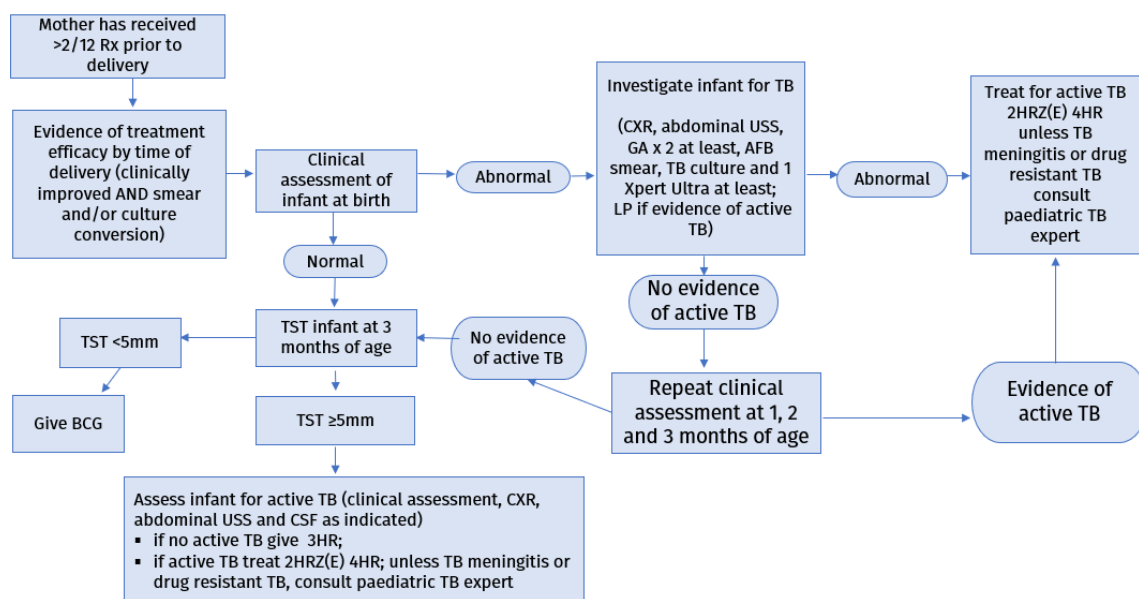 Mother has received
>2/12 Rx prior to
delivery
Evidence of treatment
efficacy by time of
delivery (clinically
improved AND smear
and/or culture
conversion)
Clinical
assessment of
infant at birth
Abnormal
Investigate infant for TB
(CXR, abdominal USS,
GA x 2 at least, AFB
smear, TB culture and 1
Xpert Ultra at least;
LP if evidence of active
TB)
Abnormal
Treat for active TB
2HRZ(E) 4HR
unless TB
meningitis or drug
resistant TB
consult
paediatric TB
expert
Normal
No evidence
of active TB
TST infant at 3
months of age
No evidence
of active TB
TST <5mm
Give BCG
TST ≥5mm
Repeat clinical
assessment at 1, 2
and 3 months of age
Evidence of
active TB
Assess infant for active TB (clinical assessment, CXR,
abdominal USS and CSF as indicated)
▪ if no active TB give 3HR;
▪ if active TB treat 2HRZ(E) 4HR; unless TB meningitis or
drug resistant TB, consult paediatric TB expert